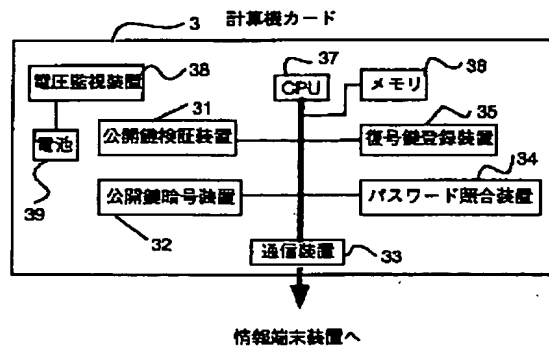 計算機カード
3
電圧監視装置
38
37
CPU
メモリ
36
電池
39
31
公開鍵検証装置
35
復号鍵登録装置
公開鍵暗号装置
32
34
パスワード照合装置
通信装置
33
情報端末装置へ